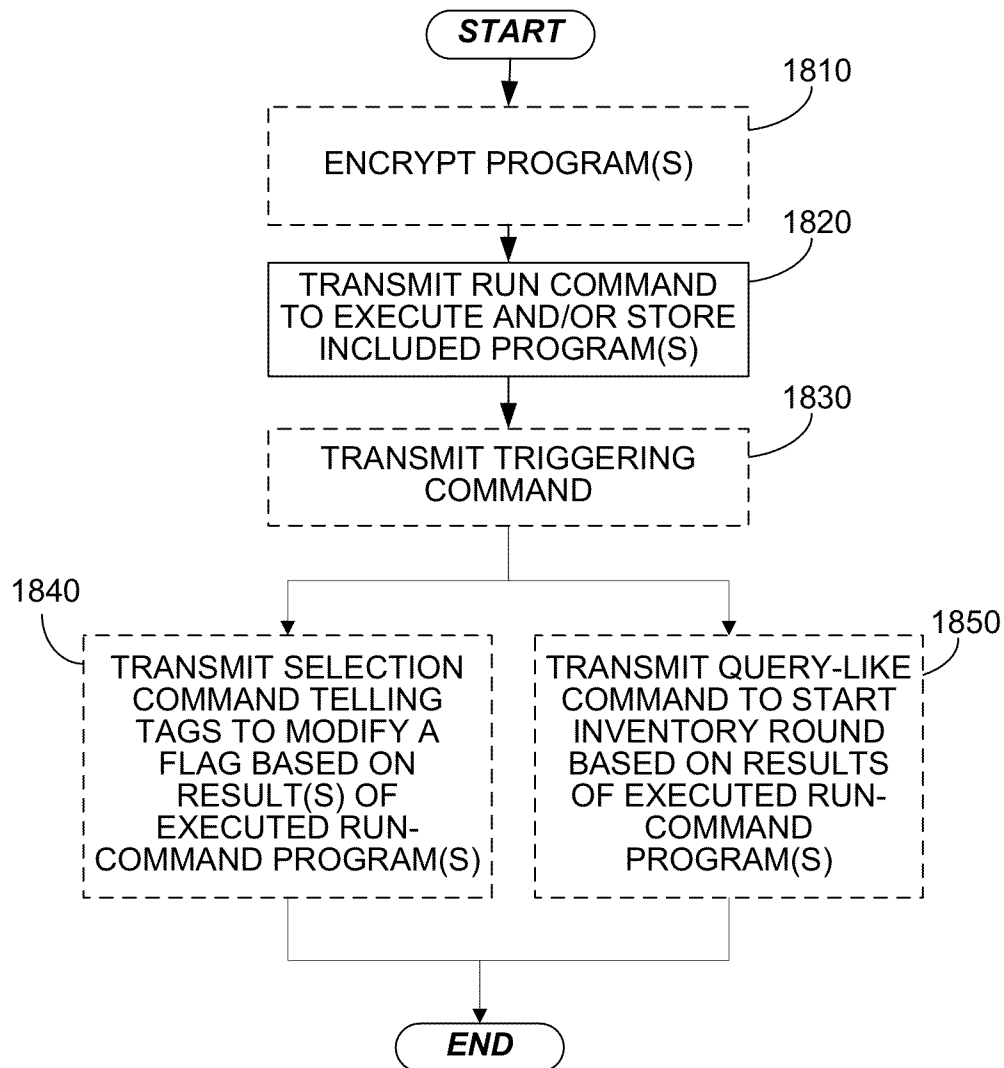 START
1810
ENCRYPT PROGRAM(S)
1820
TRANSMIT RUN COMMAND
TO EXECUTE AND/OR STORE
INCLUDED PROGRAM(S)
1830
TRANSMIT TRIGGERING
COMMAND
1840
TRANSMIT SELECTION
COMMAND TELLING
TAGS TO MODIFY A
FLAG BASED ON
RESULT(S) OF
EXECUTED RUN-
COMMAND PROGRAM(S)
1850
TRANSMIT QUERY-LIKE
COMMAND TO START
INVENTORY ROUND
BASED ON RESULTS
OF EXECUTED RUN-
COMMAND
PROGRAM(S)
END